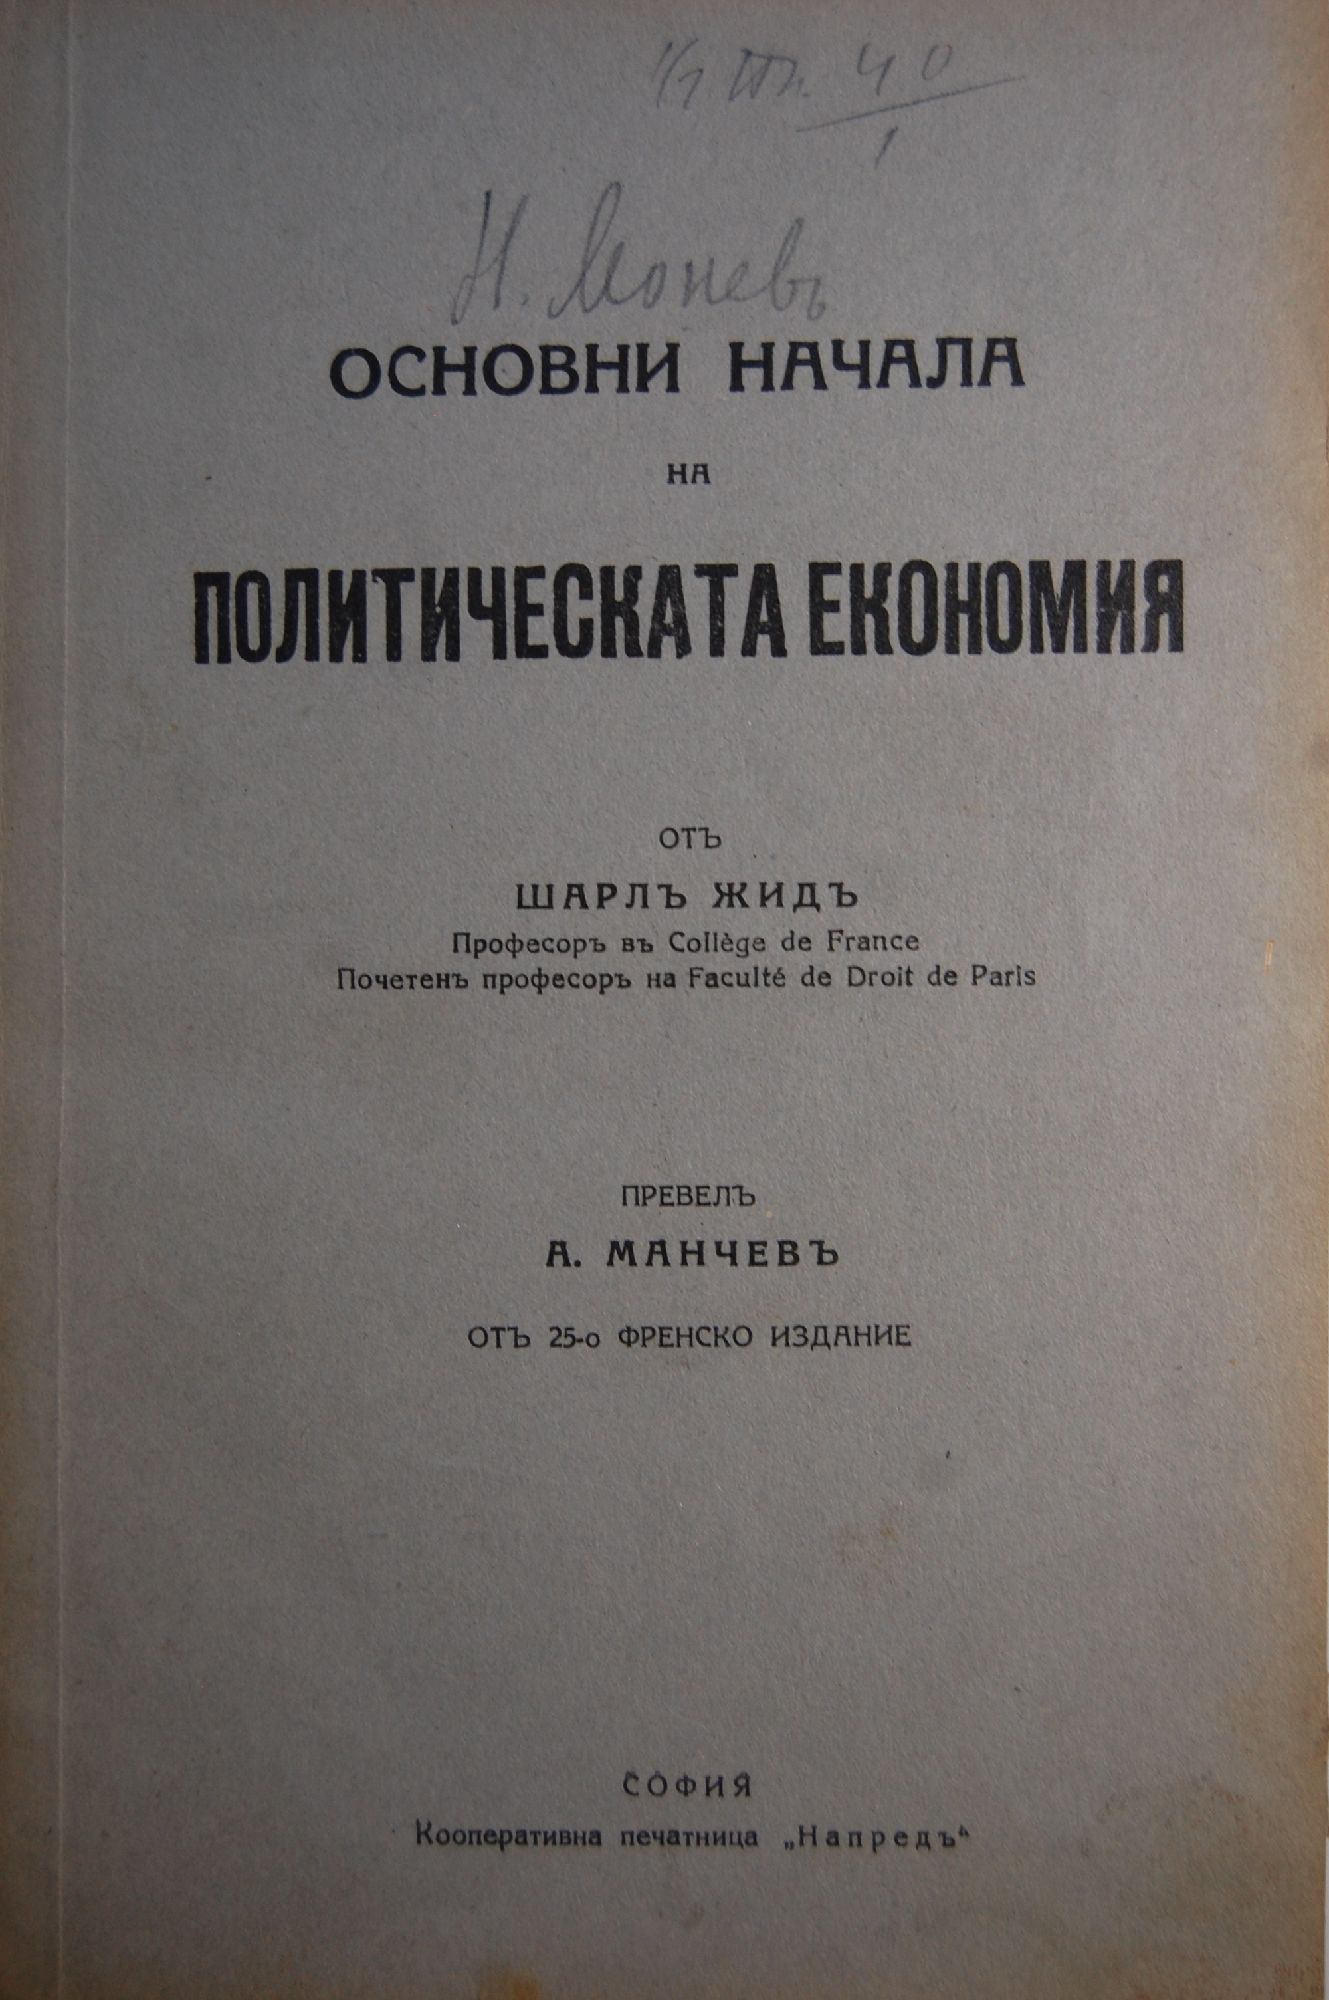 40
1
Н. Моневъ
ОСНОВНИ НАЧАЛА
НА
ПОЛИТИЧЕСКАТА ЕКОНОМИЯ
ОТЪ
ШАРЛЪ ЖИДЪ
Професоръ въ Collège de France
Почетенъ професоръ на Faculté de Droit de Paris
ПРЕВЕЛЪ
А. МАНЧЕВЪ
ОТЪ 25-о ФРЕНСКО ИЗДАНИЕ
СОФИЯ
Кооперативна печатница „Напредъ“